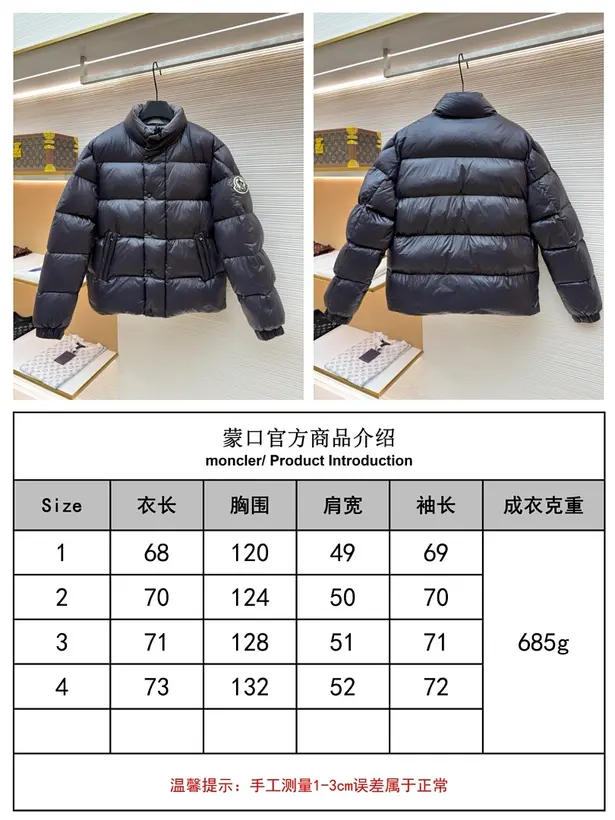 蒙口官方商品介绍
moncler/ Product Introduction
Size 衣长 胸围 肩宽 袖长 成衣克重
1 68 120 49 69
2 70 124 50 70
3 71 128 51 71
4 73 132 52 72
685g
温馨提示: 手工测量1-3cm误差属于正常